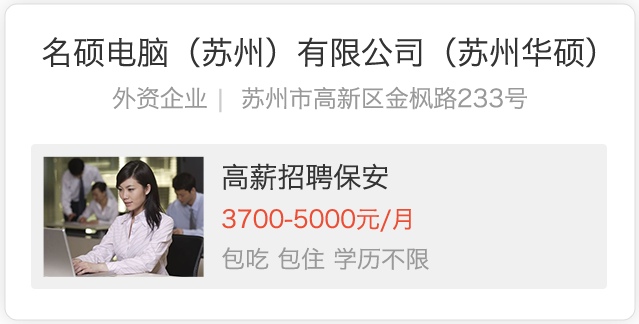 名硕电脑（苏州）有限公司（苏州华硕）
外资企业 | 苏州市高新区金枫路233号
高薪招聘保安
3700-5000元/月
包吃 包住 学历不限